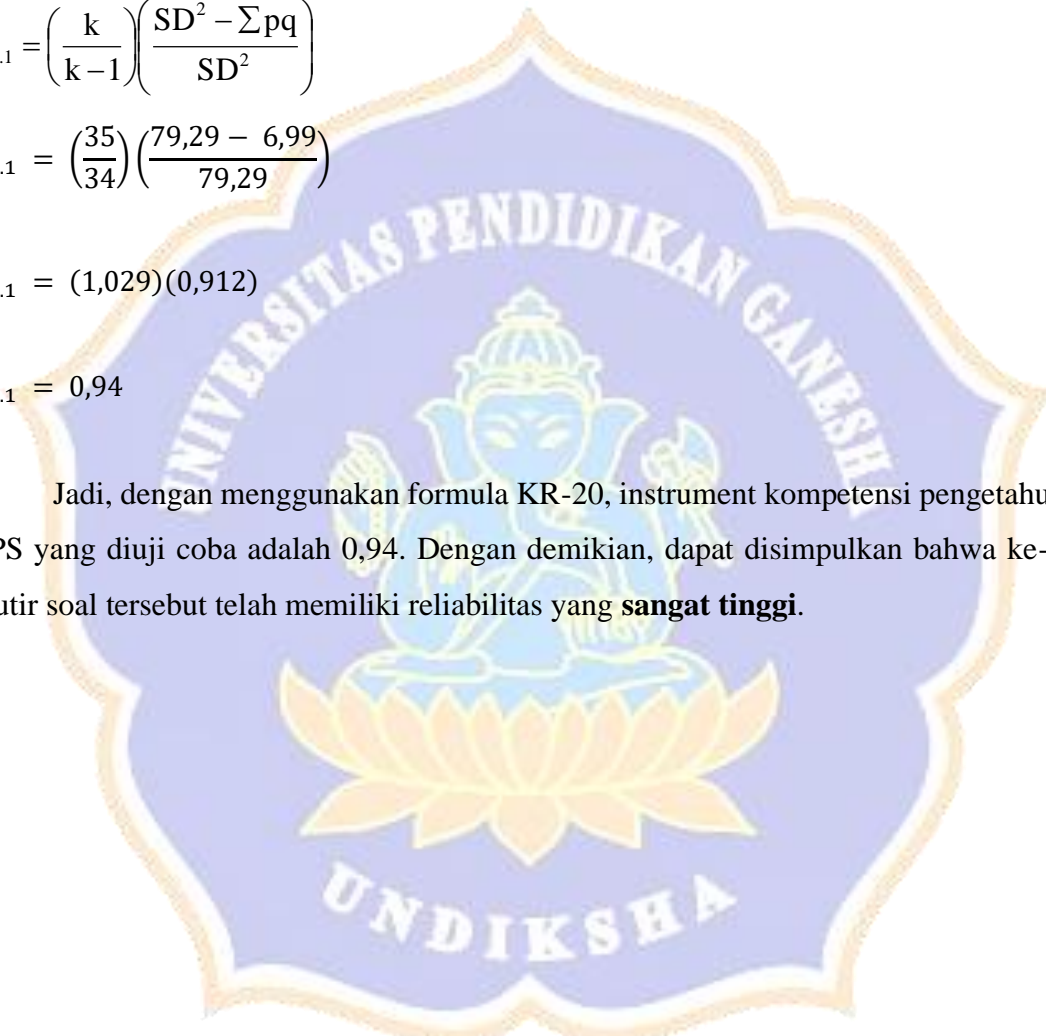 .1 = (k / k – 1) (SD² – ∑pq / SD²)
.1 = (35 / 34) (79,29 − 6,99 / 79,29)
.1 = (1,029)(0,912)
.1 = 0,94
UNIVERSITAS PENDIDIKAN GANESHA
Jadi, dengan menggunakan formula KR-20, instrument kompetensi pengetahu
PS yang diuji coba adalah 0,94. Dengan demikian, dapat disimpulkan bahwa ke-
utir soal tersebut telah memiliki reliabilitas yang sangat tinggi.
UNDIKSHA